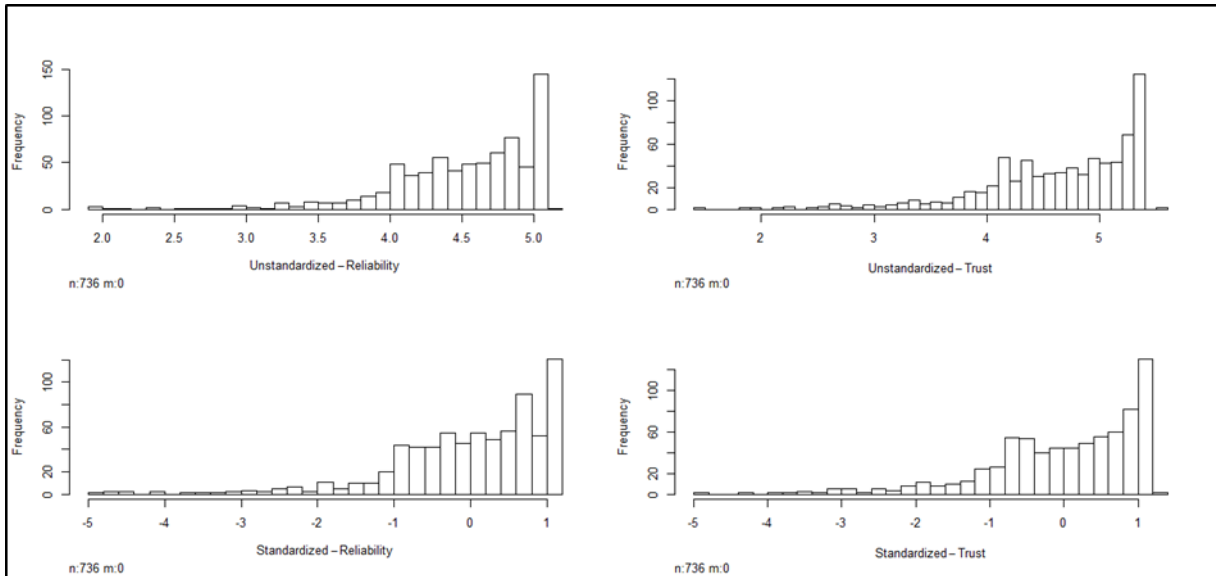 Frequency
150
100
50
0
2.0 2.5 3.0 3.5 4.0 4.5 5.0
Unstandardized – Reliability
n:736 m:0
Frequency
100
60
20
0
2 3 4 5
Unstandardized – Trust
n:736 m:0
Frequency
100
60
20
0
-5 -4 -3 -2 -1 0 1
Standardized – Reliability
n:736 m:0
Frequency
100
60
20
0
-5 -4 -3 -2 -1 0 1
Standardized – Trust
n:736 m:0